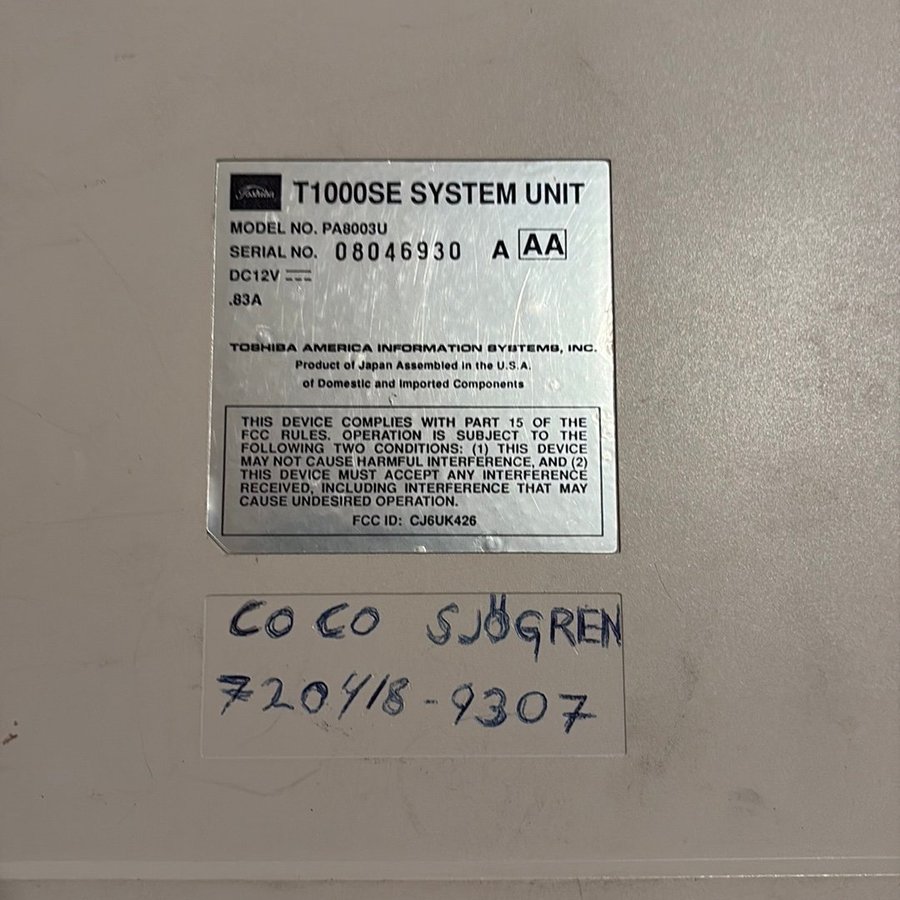 Toshiba T1000SE SYSTEM UNIT
MODEL NO. PA8003U
SERIAL NO. 08046930 A AA
DC12V
.83A
TOSHIBA AMERICA INFORMATION SYSTEMS, INC.
Product of Japan Assembled in the U.S.A.
of Domestic and Imported Components
THIS DEVICE COMPLIES WITH PART 15 OF THE
FCC RULES. OPERATION IS SUBJECT TO THE
FOLLOWING TWO CONDITIONS: (1) THIS DEVICE
MAY NOT CAUSE HARMFUL INTERFERENCE, AND (2)
THIS DEVICE MUST ACCEPT ANY INTERFERENCE
RECEIVED, INCLUDING INTERFERENCE THAT MAY
CAUSE UNDESIRED OPERATION.
FCC ID: CJ6UK426
COCO SJÖGREN
720418-9307